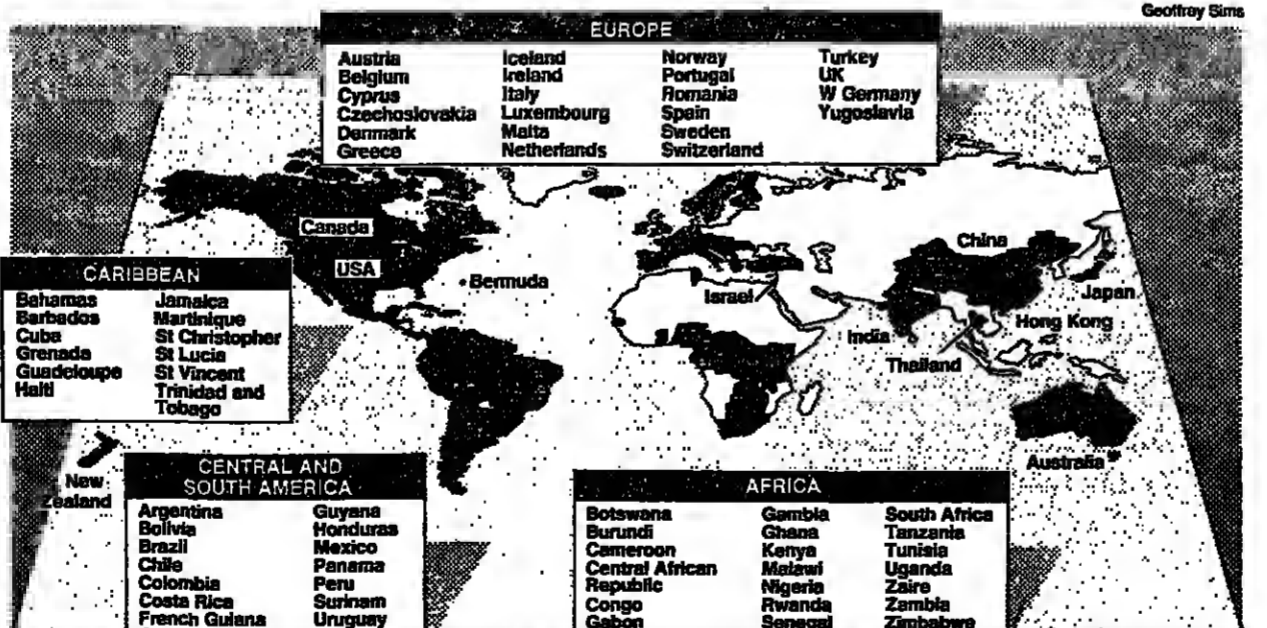 Geoffrey Sims
EUROPE
Austria
Belgium
Cyprus
Czechoslovakia
Denmark
Greece
Iceland
Ireland
Italy
Luxembourg
Malta
Netherlands
Norway
Portugal
Romania
Spain
Sweden
Switzerland
Turkey
UK
W Germany
Yugoslavia
Canada
USA
Bermuda
Israel
China
Japan
India
Hong Kong
Thailand
CARIBBEAN
Bahamas
Barbados
Cuba
Grenada
Guadeloupe
Haiti
Jamaica
Martinique
St Christopher
St Lucia
St Vincent
Trinidad and
Tobago
New
Zealand
Australia
CENTRAL AND
SOUTH AMERICA
Argentina
Bolivia
Brazil
Chile
Colombia
Costa Rica
French Guiana
Guyana
Honduras
Mexico
Panama
Peru
Surinam
Uruguay
AFRICA
Botswana
Burundi
Cameroon
Central African
Republic
Congo
Gabon
Gambia
Ghana
Kenya
Malawi
Nigeria
Rwanda
Senegal
South Africa
Tanzania
Tunisia
Uganda
Zaire
Zambia
Zimbabwe